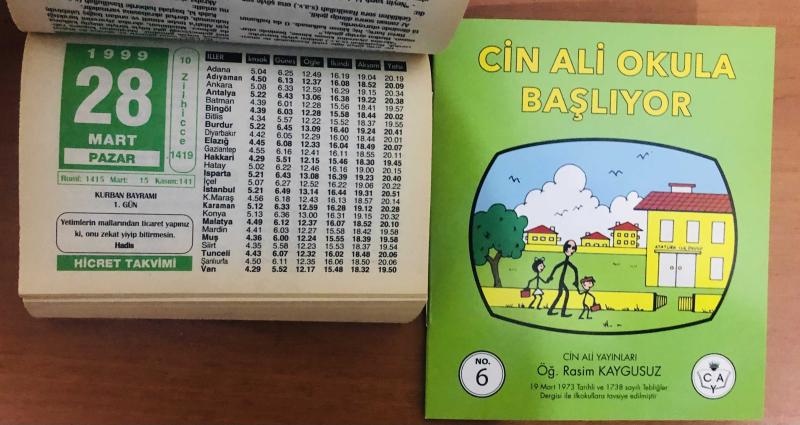 1999
28
MART
PAZAR
10 Zilhicce 1419
Rumî: 1415 Mart: 15 Kasım: 141
KURBAN BAYRAMI
1. GÜN
Yetimlerin mallarından ticaret yapınız
ki, onu zekat yiyip bitirmesin.
Hadis
HİCRET TAKVİMİ
İLLER İmsak Güneş Öğle İkindi Akşam Yatsı
Adana 5.04 6.25 12.49 16.19 19.04 20.19
Adıyaman 4.50 6.13 12.37 16.08 18.52 20.09
Ankara 5.08 6.33 12.59 16.29 19.15 20.34
Antalya 5.22 6.43 13.06 16.38 19.22 20.38
Batman 4.39 6.01 12.28 15.56 18.41 19.57
Bingöl 4.39 6.03 12.28 15.58 18.44 20.02
Bitlis 4.34 5.57 12.22 15.52 18.37 19.55
Burdur 5.22 6.45 13.09 16.40 19.24 20.41
Diyarbakır 4.42 6.05 12.29 16.00 18.44 20.01
Elazığ 4.45 6.08 12.33 16.04 18.49 20.07
Gaziantep 4.55 6.16 12.41 16.11 18.55 20.11
Hakkari 4.29 5.51 12.15 15.46 18.30 19.45
Hatay 5.02 6.22 12.46 16.16 19.00 20.15
Isparta 5.21 6.43 13.08 16.39 19.23 20.40
İçel 5.07 6.27 12.52 16.22 19.06 20.22
İstanbul 5.21 6.49 13.14 16.44 19.31 20.51
K.Maraş 4.56 6.18 12.43 16.13 18.57 20.14
Karaman 5.12 6.33 12.59 16.28 19.12 20.28
Konya 5.13 6.36 13.00 16.31 19.15 20.32
Malatya 4.49 6.12 12.37 16.07 18.52 20.10
Mardin 4.41 6.03 12.27 15.58 18.42 19.58
Muş 4.36 6.00 12.24 15.55 18.39 19.58
Siirt 4.35 5.58 12.23 15.53 18.37 19.54
Tunceli 4.43 6.07 12.32 16.02 18.48 20.06
Şanlıurfa 4.50 6.11 12.35 16.06 18.50 20.06
Van 4.29 5.52 12.17 15.48 18.32 19.50
CİN ALİ OKULA
BAŞLIYOR
NO.
6
CİN ALİ YAYINLARI
Öğ. Rasim KAYGUSUZ
19 Mart 1973 Tarihli ve 1738 sayılı Tebliğler
Dergisi ile ilkokullara tavsiye edilmiştir
C A
Y